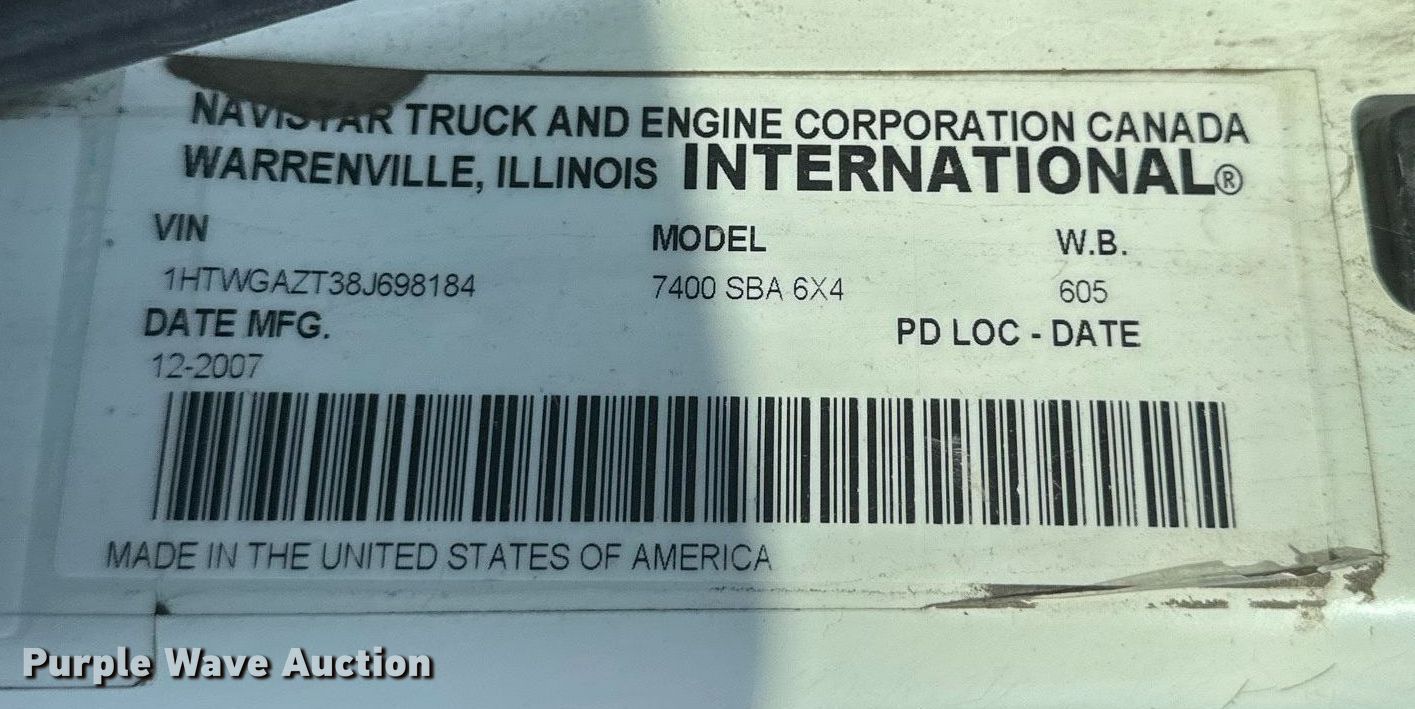 NAVISTAR TRUCK AND ENGINE CORPORATION CANADA
WARRENVILLE, ILLINOIS INTERNATIONAL®
VIN MODEL W.B.
1HTWGAZT38J698184 7400 SBA 6X4 605
DATE MFG. PD LOC - DATE
12-2007
MADE IN THE UNITED STATES OF AMERICA
Purple Wave Auction